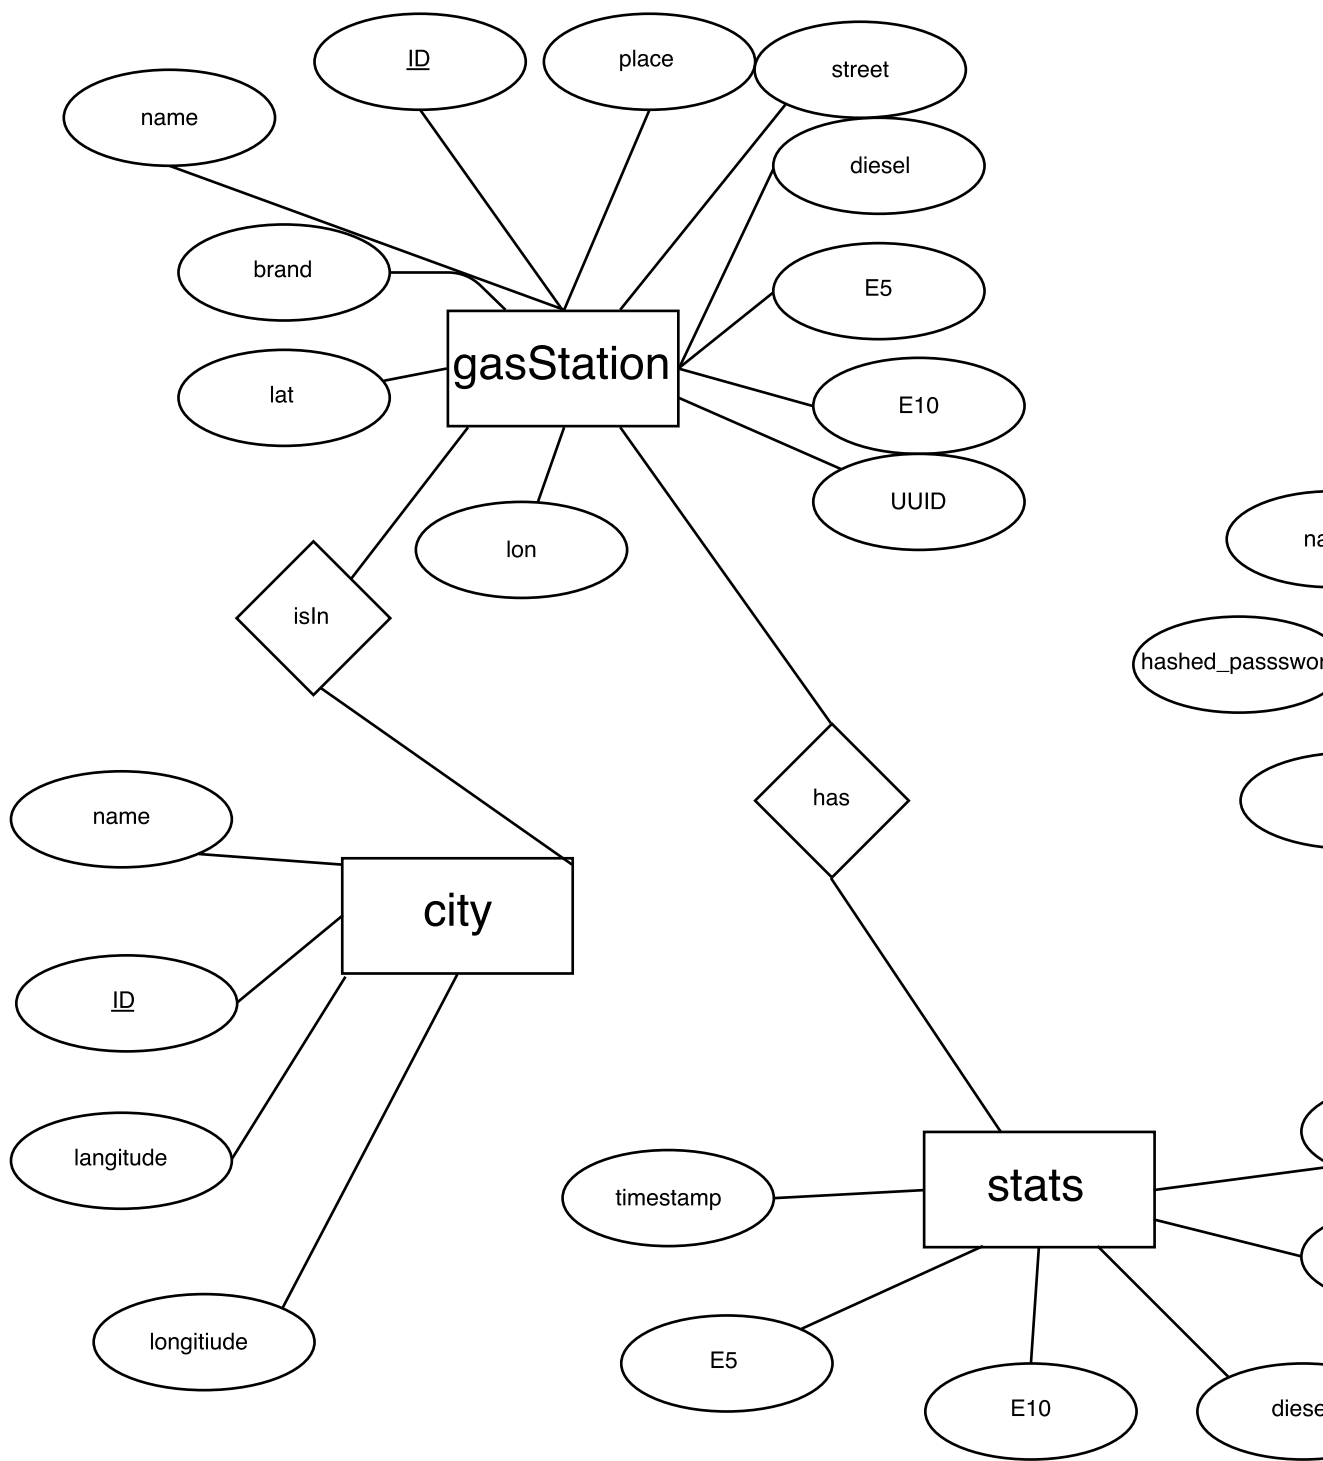 ID
place
street
name
diesel
brand
E5
gasStation
lat
E10
UUID
lon
na
isIn
hashed_passswor
has
name
city
ID
langitude
stats
timestamp
longitiude
E5
E10
diese